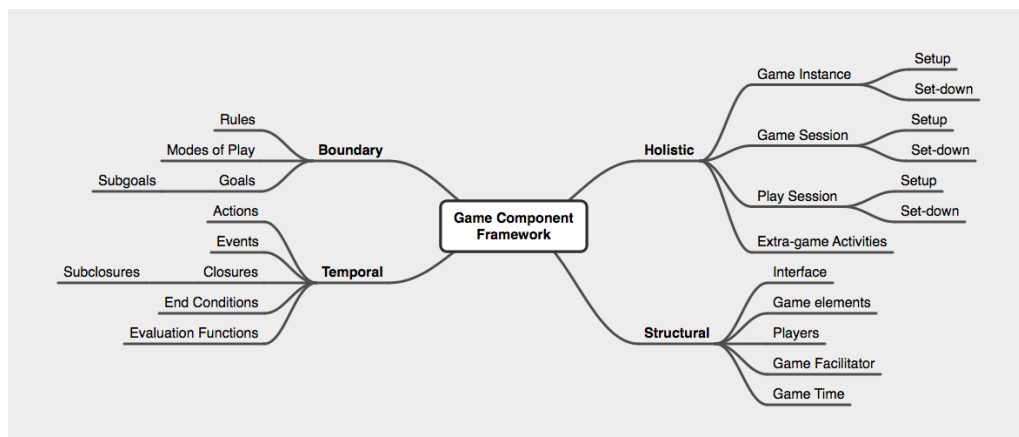 Game Component
Framework
Boundary
Rules
Modes of Play
Goals
Subgoals
Temporal
Actions
Events
Closures
Subclosures
End Conditions
Evaluation Functions
Holistic
Game Instance
Setup
Set-down
Game Session
Setup
Set-down
Play Session
Setup
Set-down
Extra-game Activities
Structural
Interface
Game elements
Players
Game Facilitator
Game Time